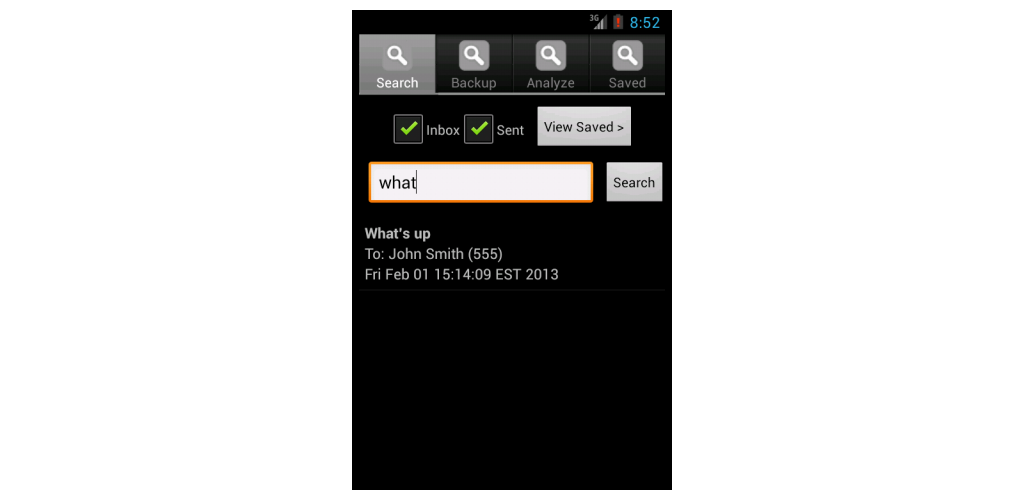 3G 8:52
Search Backup Analyze Saved
Inbox Sent View Saved >
what Search
What's up
To: John Smith (555)
Fri Feb 01 15:14:09 EST 2013